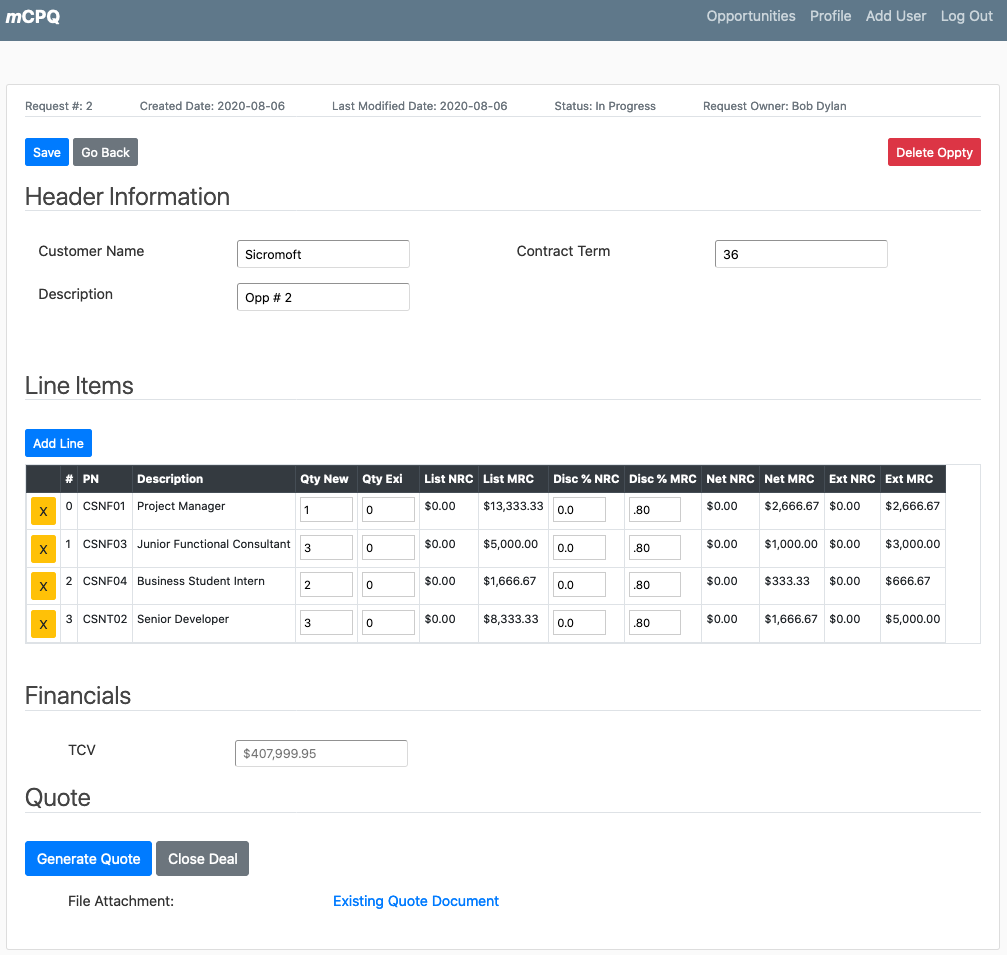 mCPQ Opportunities Profile Add User Log Out
Request #: 2 Created Date: 2020-08-06 Last Modified Date: 2020-08-06 Status: In Progress Request Owner: Bob Dylan
Save Go Back Delete Oppty
Header Information
Customer Name Sicromoft Contract Term 36
Description Opp # 2
Line Items
Add Line
# PN Description Qty New Qty Exi List NRC List MRC Disc % NRC Disc % MRC Net NRC Net MRC Ext NRC Ext MRC
X 0 CSNF01 Project Manager 1 0 $0.00 $13,333.33 0.0 .80 $0.00 $2,666.67 $0.00 $2,666.67
X 1 CSNF03 Junior Functional Consultant 3 0 $0.00 $5,000.00 0.0 .80 $0.00 $1,000.00 $0.00 $3,000.00
X 2 CSNF04 Business Student Intern 2 0 $0.00 $1,666.67 0.0 .80 $0.00 $333.33 $0.00 $666.67
X 3 CSNT02 Senior Developer 3 0 $0.00 $8,333.33 0.0 .80 $0.00 $1,666.67 $0.00 $5,000.00
Financials
TCV $407,999.95
Quote
Generate Quote Close Deal
File Attachment: Existing Quote Document